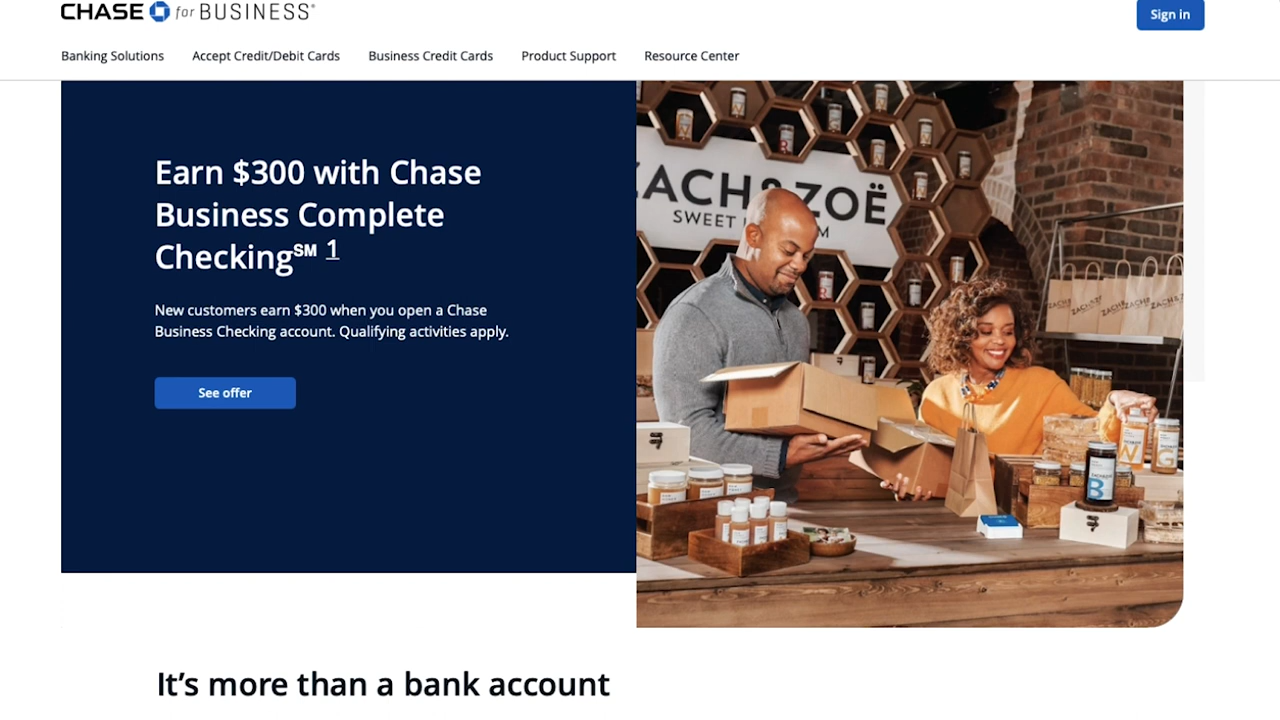 CHASE for BUSINESS®
Sign in
Banking Solutions
Accept Credit/Debit Cards
Business Credit Cards
Product Support
Resource Center
Earn $300 with Chase
Business Complete
Checking℠ 1
New customers earn $300 when you open a Chase
Business Checking account. Qualifying activities apply.
See offer
ZACH & ZOË
SWEET
W
G
B
It’s more than a bank account